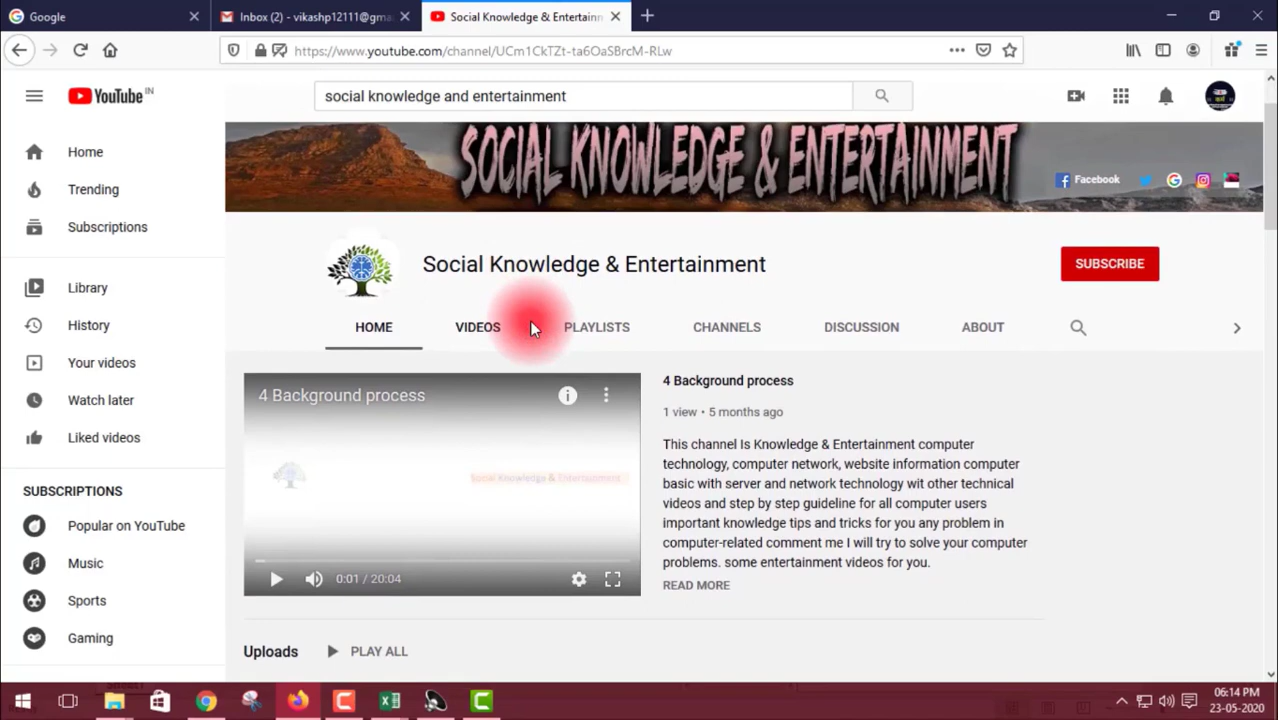 Google
Inbox (2) - vikashp12111@gma
Social Knowledge & Entertainm
https://www.youtube.com/channel/UCm1CkTZt-ta6OaSBrcM-RLw
YouTube IN
social knowledge and entertainment
SOCIAL KNOWLEDGE & ENTERTAINMENT
Facebook
Home
Trending
Subscriptions
Library
History
Your videos
Watch later
Liked videos
SUBSCRIPTIONS
Popular on YouTube
Music
Sports
Gaming
Social Knowledge & Entertainment
SUBSCRIBE
HOME VIDEOS PLAYLISTS CHANNELS DISCUSSION ABOUT
4 Background process
Social Knowledge & Entertainment
0:01 / 20:04
4 Background process
1 view • 5 months ago
This channel Is Knowledge & Entertainment computer
technology, computer network, website information computer
basic with server and network technology wit other technical
videos and step by step guideline for all computer users
important knowledge tips and tricks for you any problem in
computer-related comment me I will try to solve your computer
problems. some entertainment videos for you.
READ MORE
Uploads PLAY ALL
06:14 PM
23-05-2020